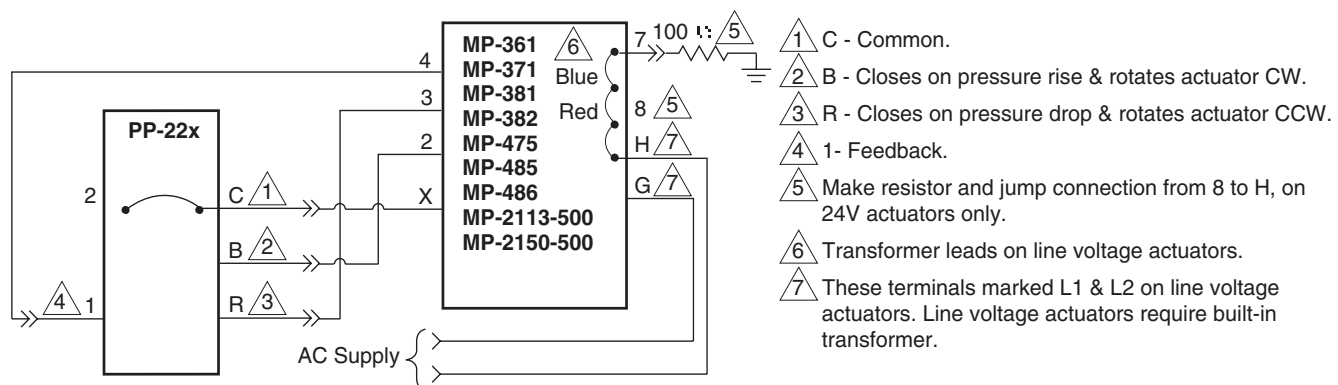 PP-22x
2
1
4
C 1
B 2
R 3
4
3
2
X
MP-361
MP-371
MP-381
MP-382
MP-475
MP-485
MP-486
MP-2113-500
MP-2150-500
6
Blue
Red
7
100
5
8 5
H 7
G 7
AC Supply
1 C - Common.
2 B - Closes on pressure rise & rotates actuator CW.
3 R - Closes on pressure drop & rotates actuator CCW.
4 1- Feedback.
5 Make resistor and jump connection from 8 to H, on
24V actuators only.
6 Transformer leads on line voltage actuators.
7 These terminals marked L1 & L2 on line voltage
actuators. Line voltage actuators require built-in
transformer.